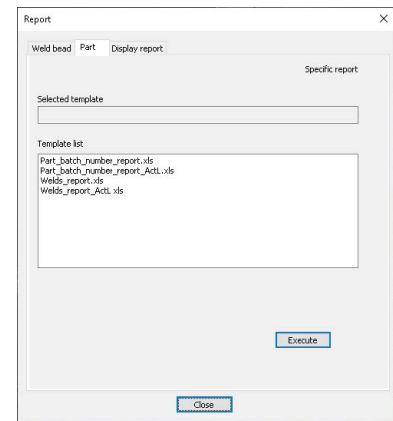 Report
Weld bead Part Display report
Specific report
Selected template
Template list
Part_batch_number_report.xls
Part_batch_number_report_ActL.xls
Welds_report.xls
Welds_report_ActL.xls
Execute
Close